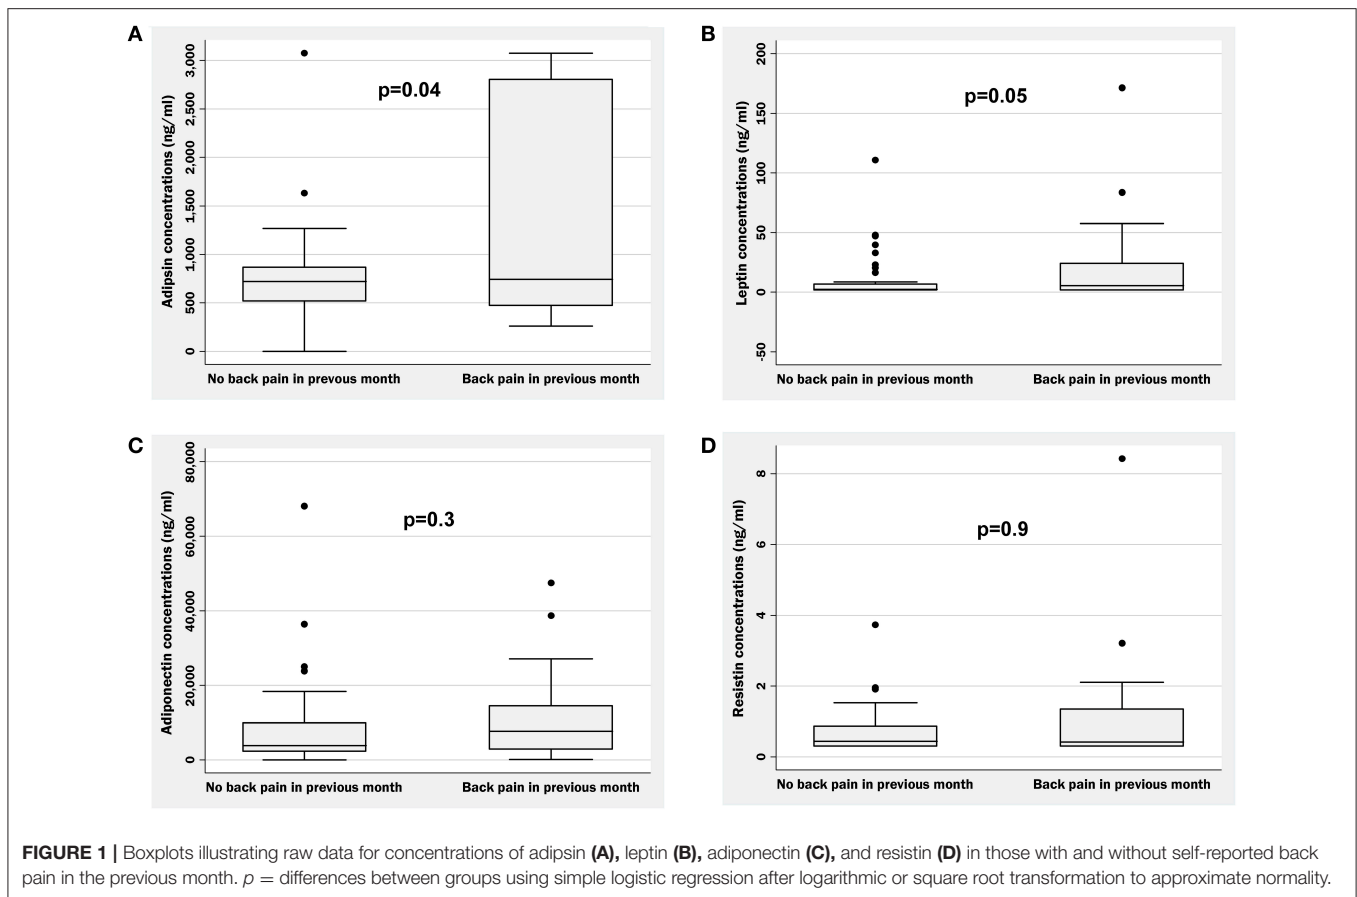 A
Adipsin concentrations (ng/ml)
3,000
2,500
2,000
1,500
1,000
500
0
p=0.04
No back pain in prevous month
Back pain in previous month
B
Leptin concentrations (ng/ml)
200
150
100
50
0
-50
p=0.05
No back pain in previous month
Back pain in previous month
C
Adiponectin concentrations (ng/ml)
80,000
60,000
40,000
20,000
0
p=0.3
No back pain in previous month
Back pain in previous month
D
Resistin concentrations (ng/ml)
8
6
4
2
0
p=0.9
No back pain in previous month
Back pain in previous month
FIGURE 1 | Boxplots illustrating raw data for concentrations of adipsin (A), leptin (B), adiponectin (C), and resistin (D) in those with and without self-reported back
pain in the previous month. p = differences between groups using simple logistic regression after logarithmic or square root transformation to approximate normality.